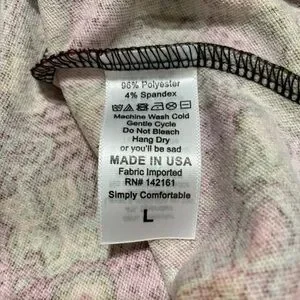 96% Polyester
4% Spandex
Machine Wash Cold
Gentle Cycle
Do Not Bleach
Hang Dry
or you'll be sad
MADE IN USA
Fabric Imported
RN# 142161
Simply Comfortable
L